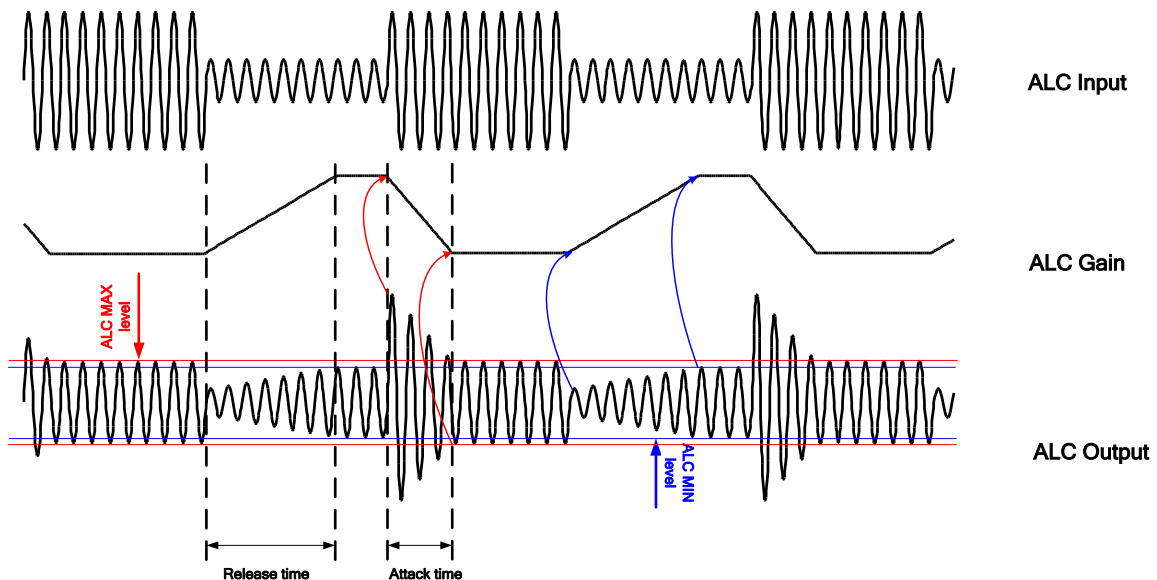 ALC Input
ALC Gain
ALC MAX
level
ALC MIN
level
ALC Output
Release time
Attack time